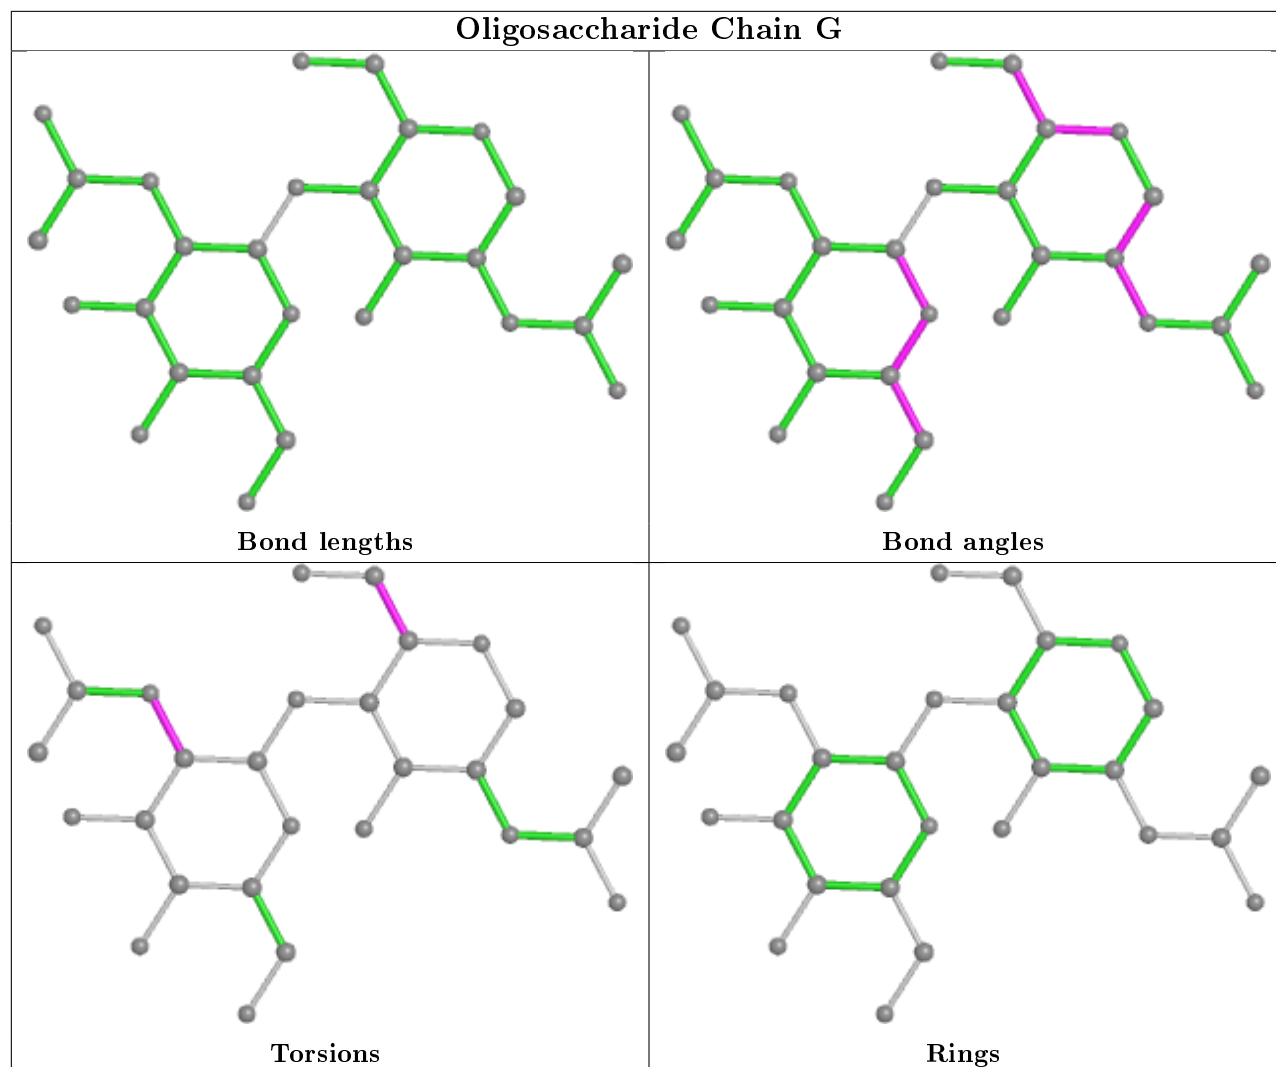 Oligosaccharide Chain G
Bond lengths
Bond angles
Torsions
Rings